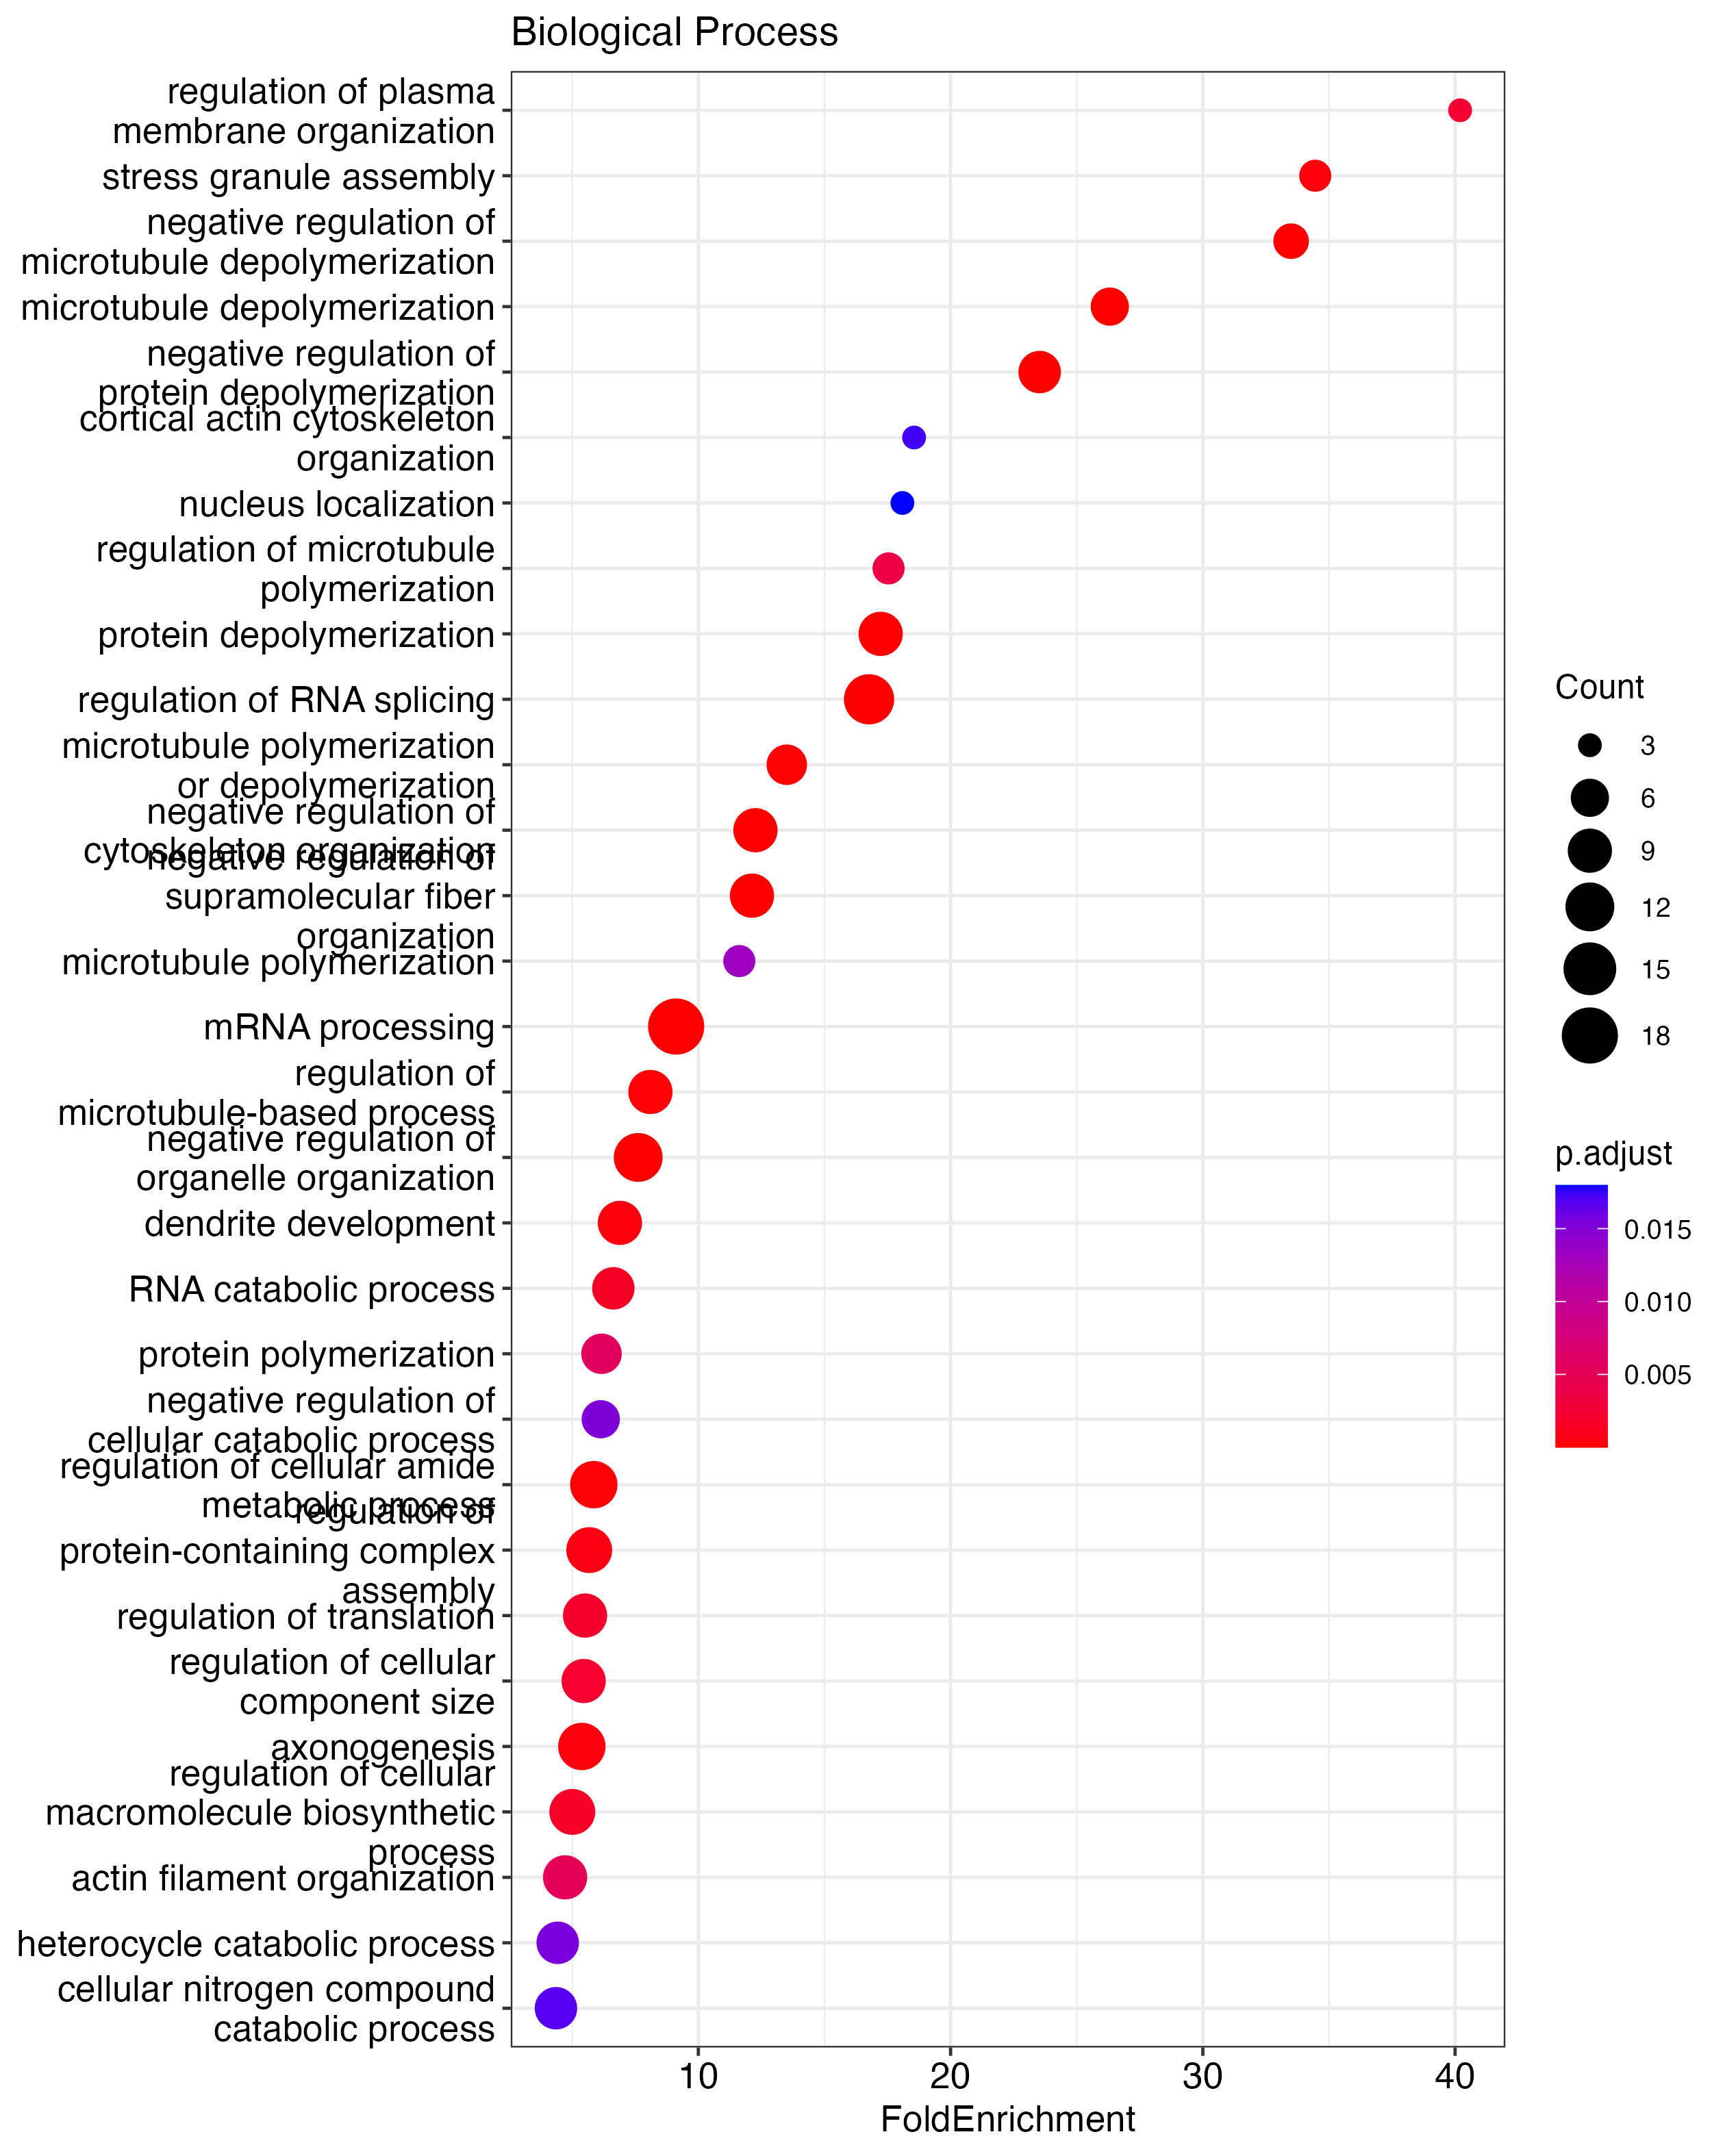 Biological Process
regulation of plasma
membrane organization
stress granule assembly
negative regulation of
microtubule depolymerization
microtubule depolymerization
negative regulation of
protein depolymerization
cortical actin cytoskeleton
organization
nucleus localization
regulation of microtubule
polymerization
protein depolymerization
regulation of RNA splicing
microtubule polymerization
or depolymerization
negative regulation of
cytoskeleton organization
negative regulation of
supramolecular fiber
organization
microtubule polymerization
mRNA processing
regulation of
microtubule-based process
negative regulation of
organelle organization
dendrite development
RNA catabolic process
protein polymerization
negative regulation of
cellular catabolic process
regulation of cellular amide
metabolic process
regulation of
protein-containing complex
assembly
regulation of translation
regulation of cellular
component size
axonogenesis
regulation of cellular
macromolecule biosynthetic
process
actin filament organization
heterocycle catabolic process
cellular nitrogen compound
catabolic process
10 20 30 40
FoldEnrichment
Count
3
6
9
12
15
18
p.adjust
0.015
0.010
0.005